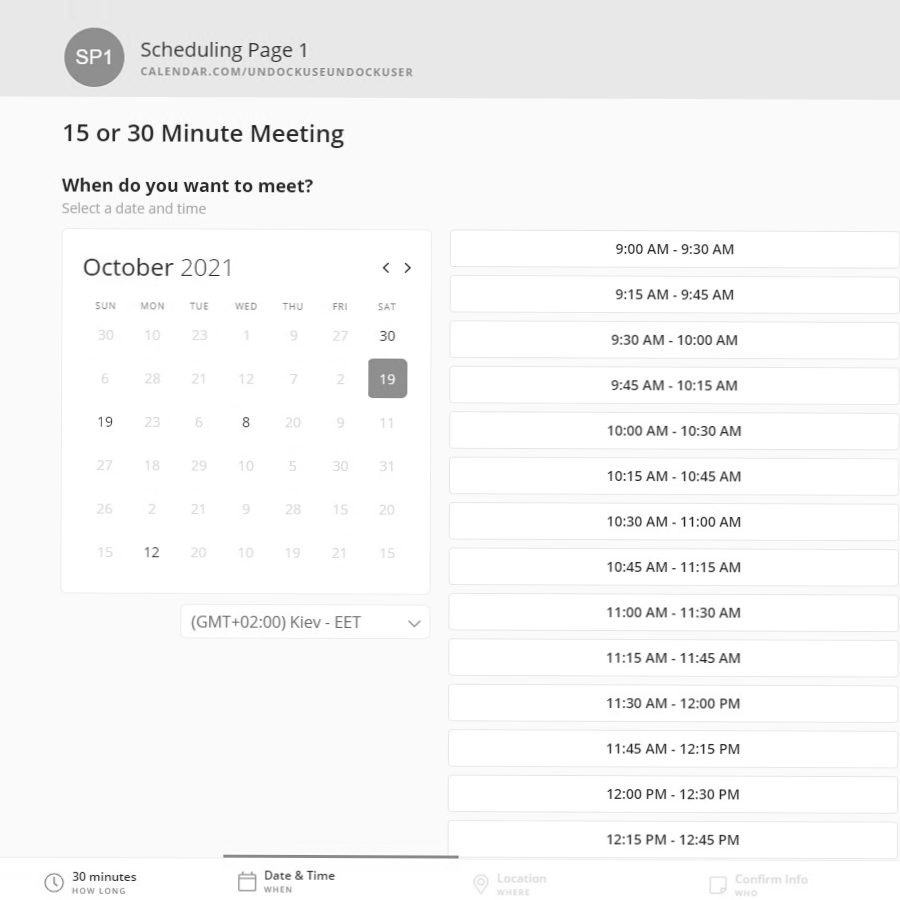 SP1
Scheduling Page 1
CALENDAR.COM/UNDOCKUSEUNDOCKUSER
15 or 30 Minute Meeting
When do you want to meet?
Select a date and time
October 2021
SUN MON TUE WED THU FRI SAT
30 10 23 1 9 27 30
6 28 21 12 7 2 19
19 23 6 8 20 9 11
27 18 29 10 5 30 31
26 2 21 9 28 15 20
15 12 20 10 19 21 15
(GMT+02:00) Kiev - EET
9:00 AM - 9:30 AM
9:15 AM - 9:45 AM
9:30 AM - 10:00 AM
9:45 AM - 10:15 AM
10:00 AM - 10:30 AM
10:15 AM - 10:45 AM
10:30 AM - 11:00 AM
10:45 AM - 11:15 AM
11:00 AM - 11:30 AM
11:15 AM - 11:45 AM
11:30 AM - 12:00 PM
11:45 AM - 12:15 PM
12:00 PM - 12:30 PM
12:15 PM - 12:45 PM
30 minutes
HOW LONG
Date & Time
WHEN
Location
WHERE
Confirm Info
WHO